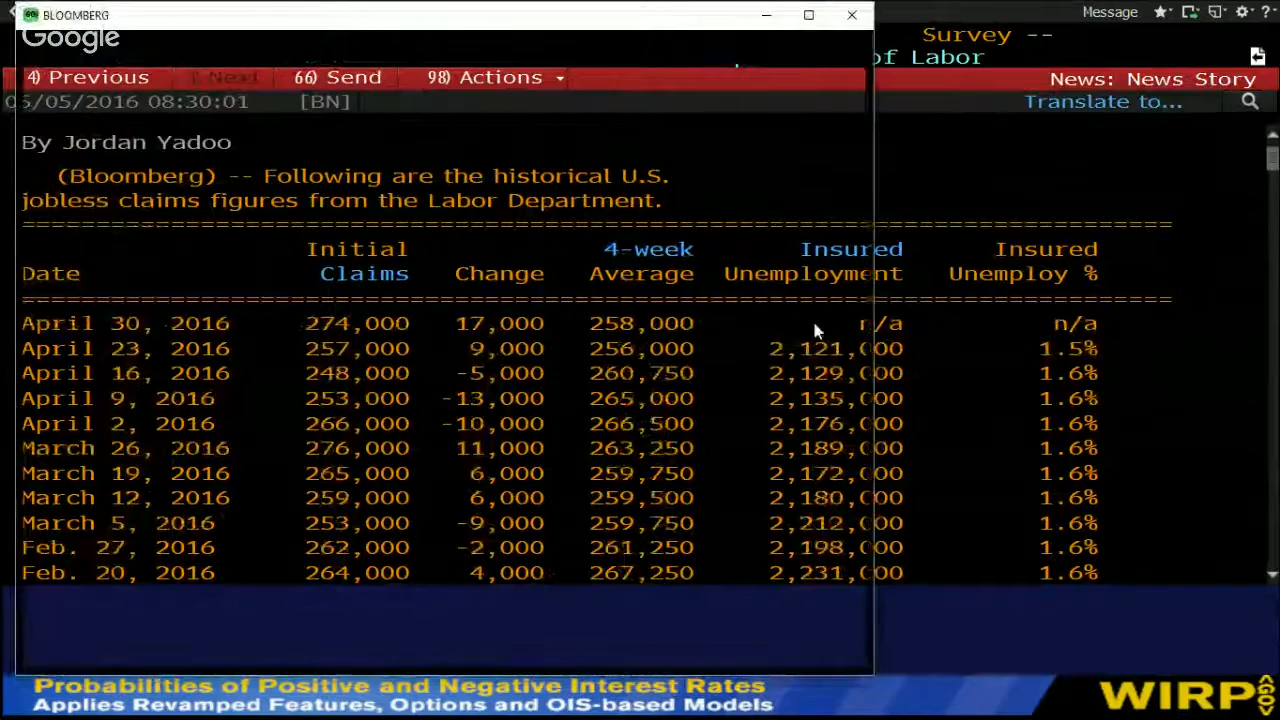 BLOOMBERG
Message
Google
Survey --
of Labor
4) Previous
66) Send
98) Actions
News: News Story
05/05/2016 08:30:01 [BN]
Translate to...
By Jordan Yadoo
(Bloomberg) -- Following are the historical U.S.
jobless claims figures from the Labor Department.
Initial 4-week Insured Insured
Date Claims Change Average Unemployment Unemploy %
April 30, 2016 274,000 17,000 258,000 n/a n/a
April 23, 2016 257,000 9,000 256,000 2,121,000 1.5%
April 16, 2016 248,000 -5,000 260,750 2,129,000 1.6%
April 9, 2016 253,000 -13,000 265,000 2,135,000 1.6%
April 2, 2016 266,000 -10,000 266,500 2,176,000 1.6%
March 26, 2016 276,000 11,000 263,250 2,189,000 1.6%
March 19, 2016 265,000 6,000 259,750 2,172,000 1.6%
March 12, 2016 259,000 6,000 259,500 2,180,000 1.6%
March 5, 2016 253,000 -9,000 259,750 2,212,000 1.6%
Feb. 27, 2016 262,000 -2,000 261,250 2,198,000 1.6%
Feb. 20, 2016 264,000 4,000 267,250 2,231,000 1.6%
Probabilities of Positive and Negative Interest Rates
Applies Revamped Features, Options and OIS-based Models
WIRP